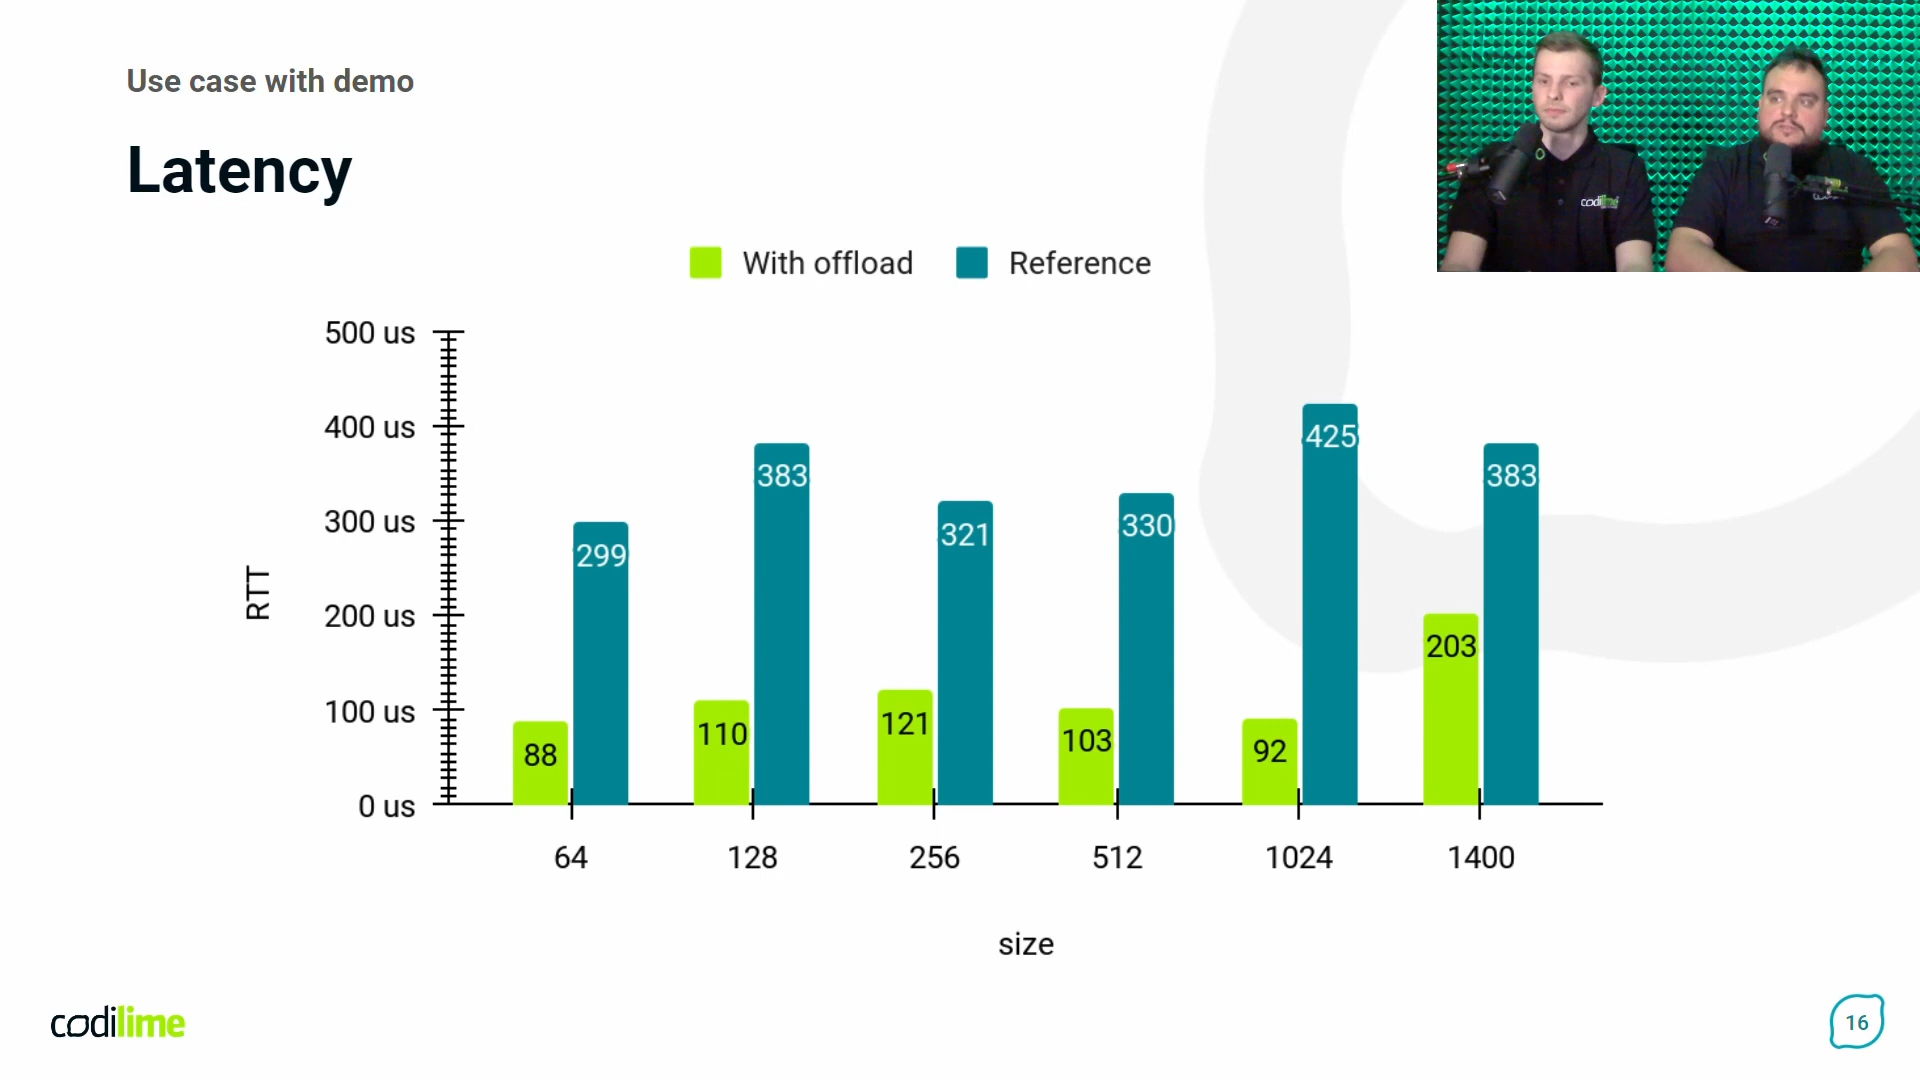 Use case with demo
Latency
With offload Reference
500 us
400 us
300 us
200 us
100 us
0 us
RTT
88 299 110 383 121 321 103 330 92 425 203 383
64 128 256 512 1024 1400
size
codilime
16
codilime